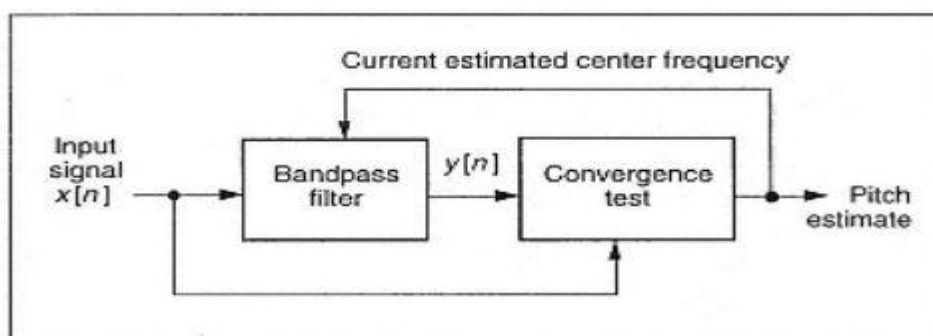 Current estimated center frequency
Input
signal
x[n]
Bandpass
filter
y[n]
Convergence
test
Pitch
estimate